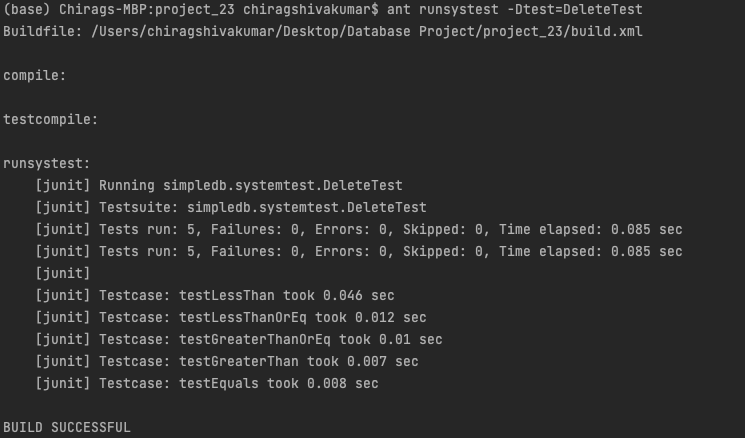 (base) Chirags-MBP:project_23 chiragshivakumar$ ant runsystest -Dtest=DeleteTest
Buildfile: /Users/chiragshivakumar/Desktop/Database Project/project_23/build.xml
compile:
testcompile:
runsystest:
[junit] Running simpledb.systemtest.DeleteTest
[junit] Testsuite: simpledb.systemtest.DeleteTest
[junit] Tests run: 5, Failures: 0, Errors: 0, Skipped: 0, Time elapsed: 0.085 sec
[junit] Tests run: 5, Failures: 0, Errors: 0, Skipped: 0, Time elapsed: 0.085 sec
[junit]
[junit] Testcase: testLessThan took 0.046 sec
[junit] Testcase: testLessThanOrEq took 0.012 sec
[junit] Testcase: testGreaterThanOrEq took 0.01 sec
[junit] Testcase: testGreaterThan took 0.007 sec
[junit] Testcase: testEquals took 0.008 sec
BUILD SUCCESSFUL